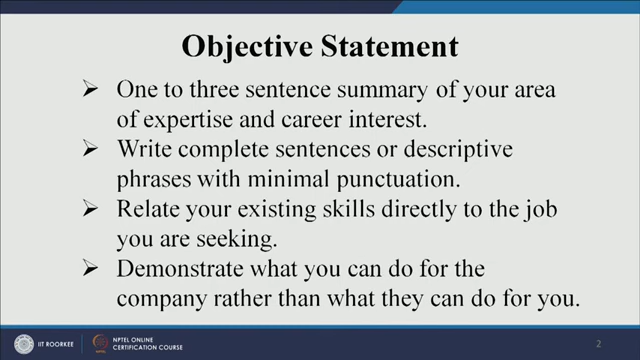 Objective Statement
➢ One to three sentence summary of your area
of expertise and career interest.
➢ Write complete sentences or descriptive
phrases with minimal punctuation.
➢ Relate your existing skills directly to the job
you are seeking.
➢ Demonstrate what you can do for the
company rather than what they can do for you.
IIT ROORKEE
NPTEL ONLINE
CERTIFICATION COURSE
2